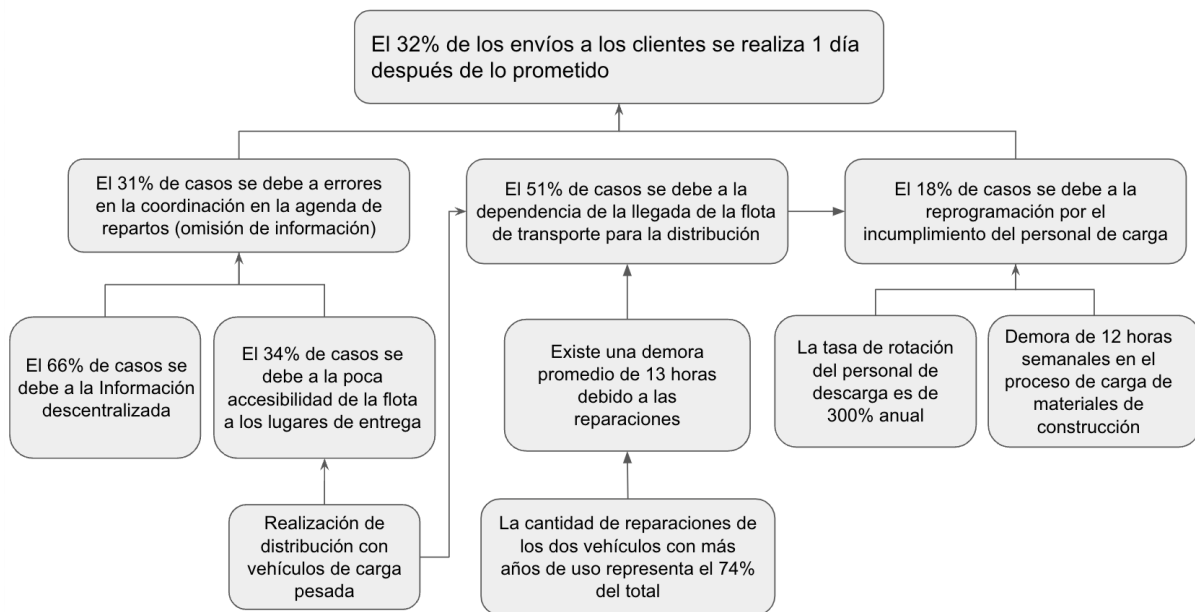 El 32% de los envíos a los clientes se realiza 1 día
después de lo prometido
El 31% de casos se debe a errores
en la coordinación en la agenda de
repartos (omisión de información)
El 51% de casos se debe a la
dependencia de la llegada de la flota
de transporte para la distribución
El 18% de casos se debe a la
reprogramación por el
incumplimiento del personal de carga
El 66% de casos se
debe a la Información
descentralizada
El 34% de casos se
debe a la poca
accesibilidad de la flota
a los lugares de entrega
Existe una demora
promedio de 13 horas
debido a las
reparaciones
La tasa de rotación
del personal de
descarga es de
300% anual
Demora de 12 horas
semanales en el
proceso de carga de
materiales de
construcción
Realización de
distribución con
vehículos de carga
pesada
La cantidad de reparaciones de
los dos vehículos con más
años de uso representa el 74%
del total